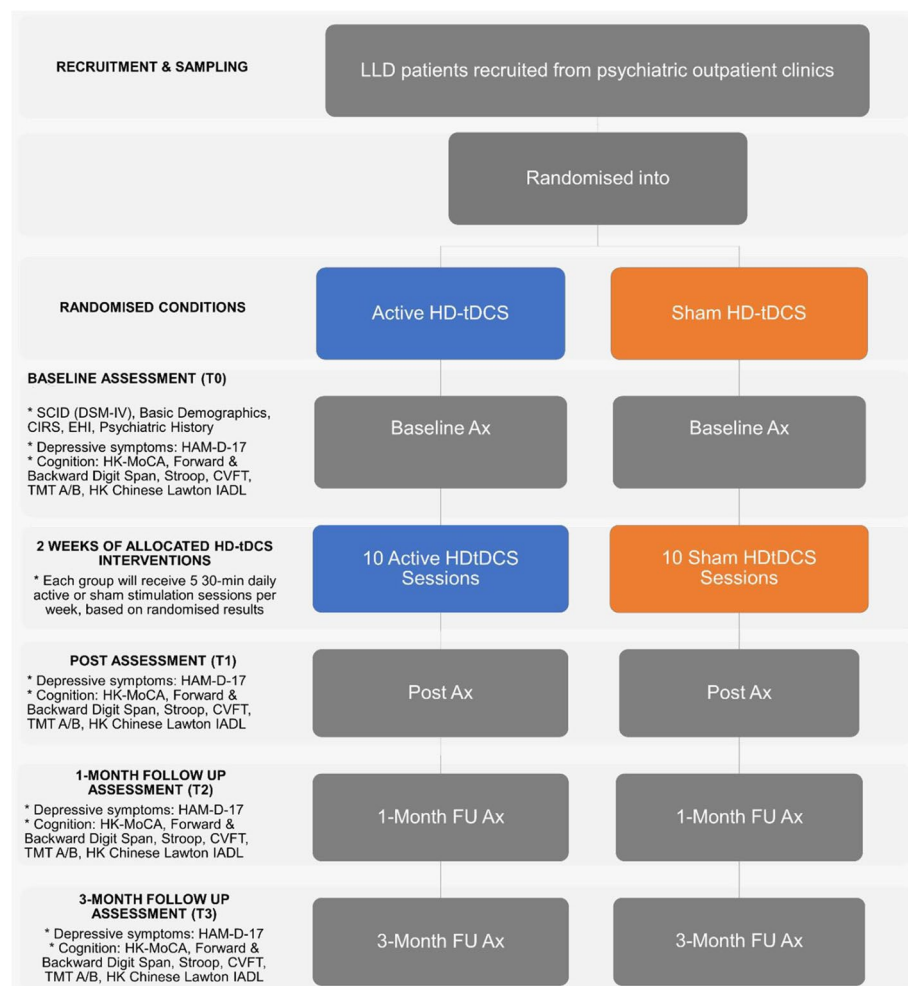 RECRUITMENT & SAMPLING
LLD patients recruited from psychiatric outpatient clinics
Randomised into
RANDOMISED CONDITIONS
Active HD-tDCS
Sham HD-tDCS
BASELINE ASSESSMENT (T0)
* SCID (DSM-IV), Basic Demographics,
CIRS, EHI, Psychiatric History
* Depressive symptoms: HAM-D-17
* Cognition: HK-MoCA, Forward &
Backward Digit Span, Stroop, CVFT,
TMT A/B, HK Chinese Lawton IADL
Baseline Ax
Baseline Ax
2 WEEKS OF ALLOCATED HD-tDCS
INTERVENTIONS
* Each group will receive 5 30-min daily
active or sham stimulation sessions per
week, based on randomised results
10 Active HDtDCS
Sessions
10 Sham HDtDCS
Sessions
POST ASSESSMENT (T1)
* Depressive symptoms: HAM-D-17
* Cognition: HK-MoCA, Forward &
Backward Digit Span, Stroop, CVFT,
TMT A/B, HK Chinese Lawton IADL
Post Ax
Post Ax
1-MONTH FOLLOW UP
ASSESSMENT (T2)
* Depressive symptoms: HAM-D-17
* Cognition: HK-MoCA, Forward &
Backward Digit Span, Stroop, CVFT,
TMT A/B, HK Chinese Lawton IADL
1-Month FU Ax
1-Month FU Ax
3-MONTH FOLLOW UP
ASSESSMENT (T3)
* Depressive symptoms: HAM-D-17
* Cognition: HK-MoCA, Forward &
Backward Digit Span, Stroop, CVFT,
TMT A/B, HK Chinese Lawton IADL
3-Month FU Ax
3-Month FU Ax